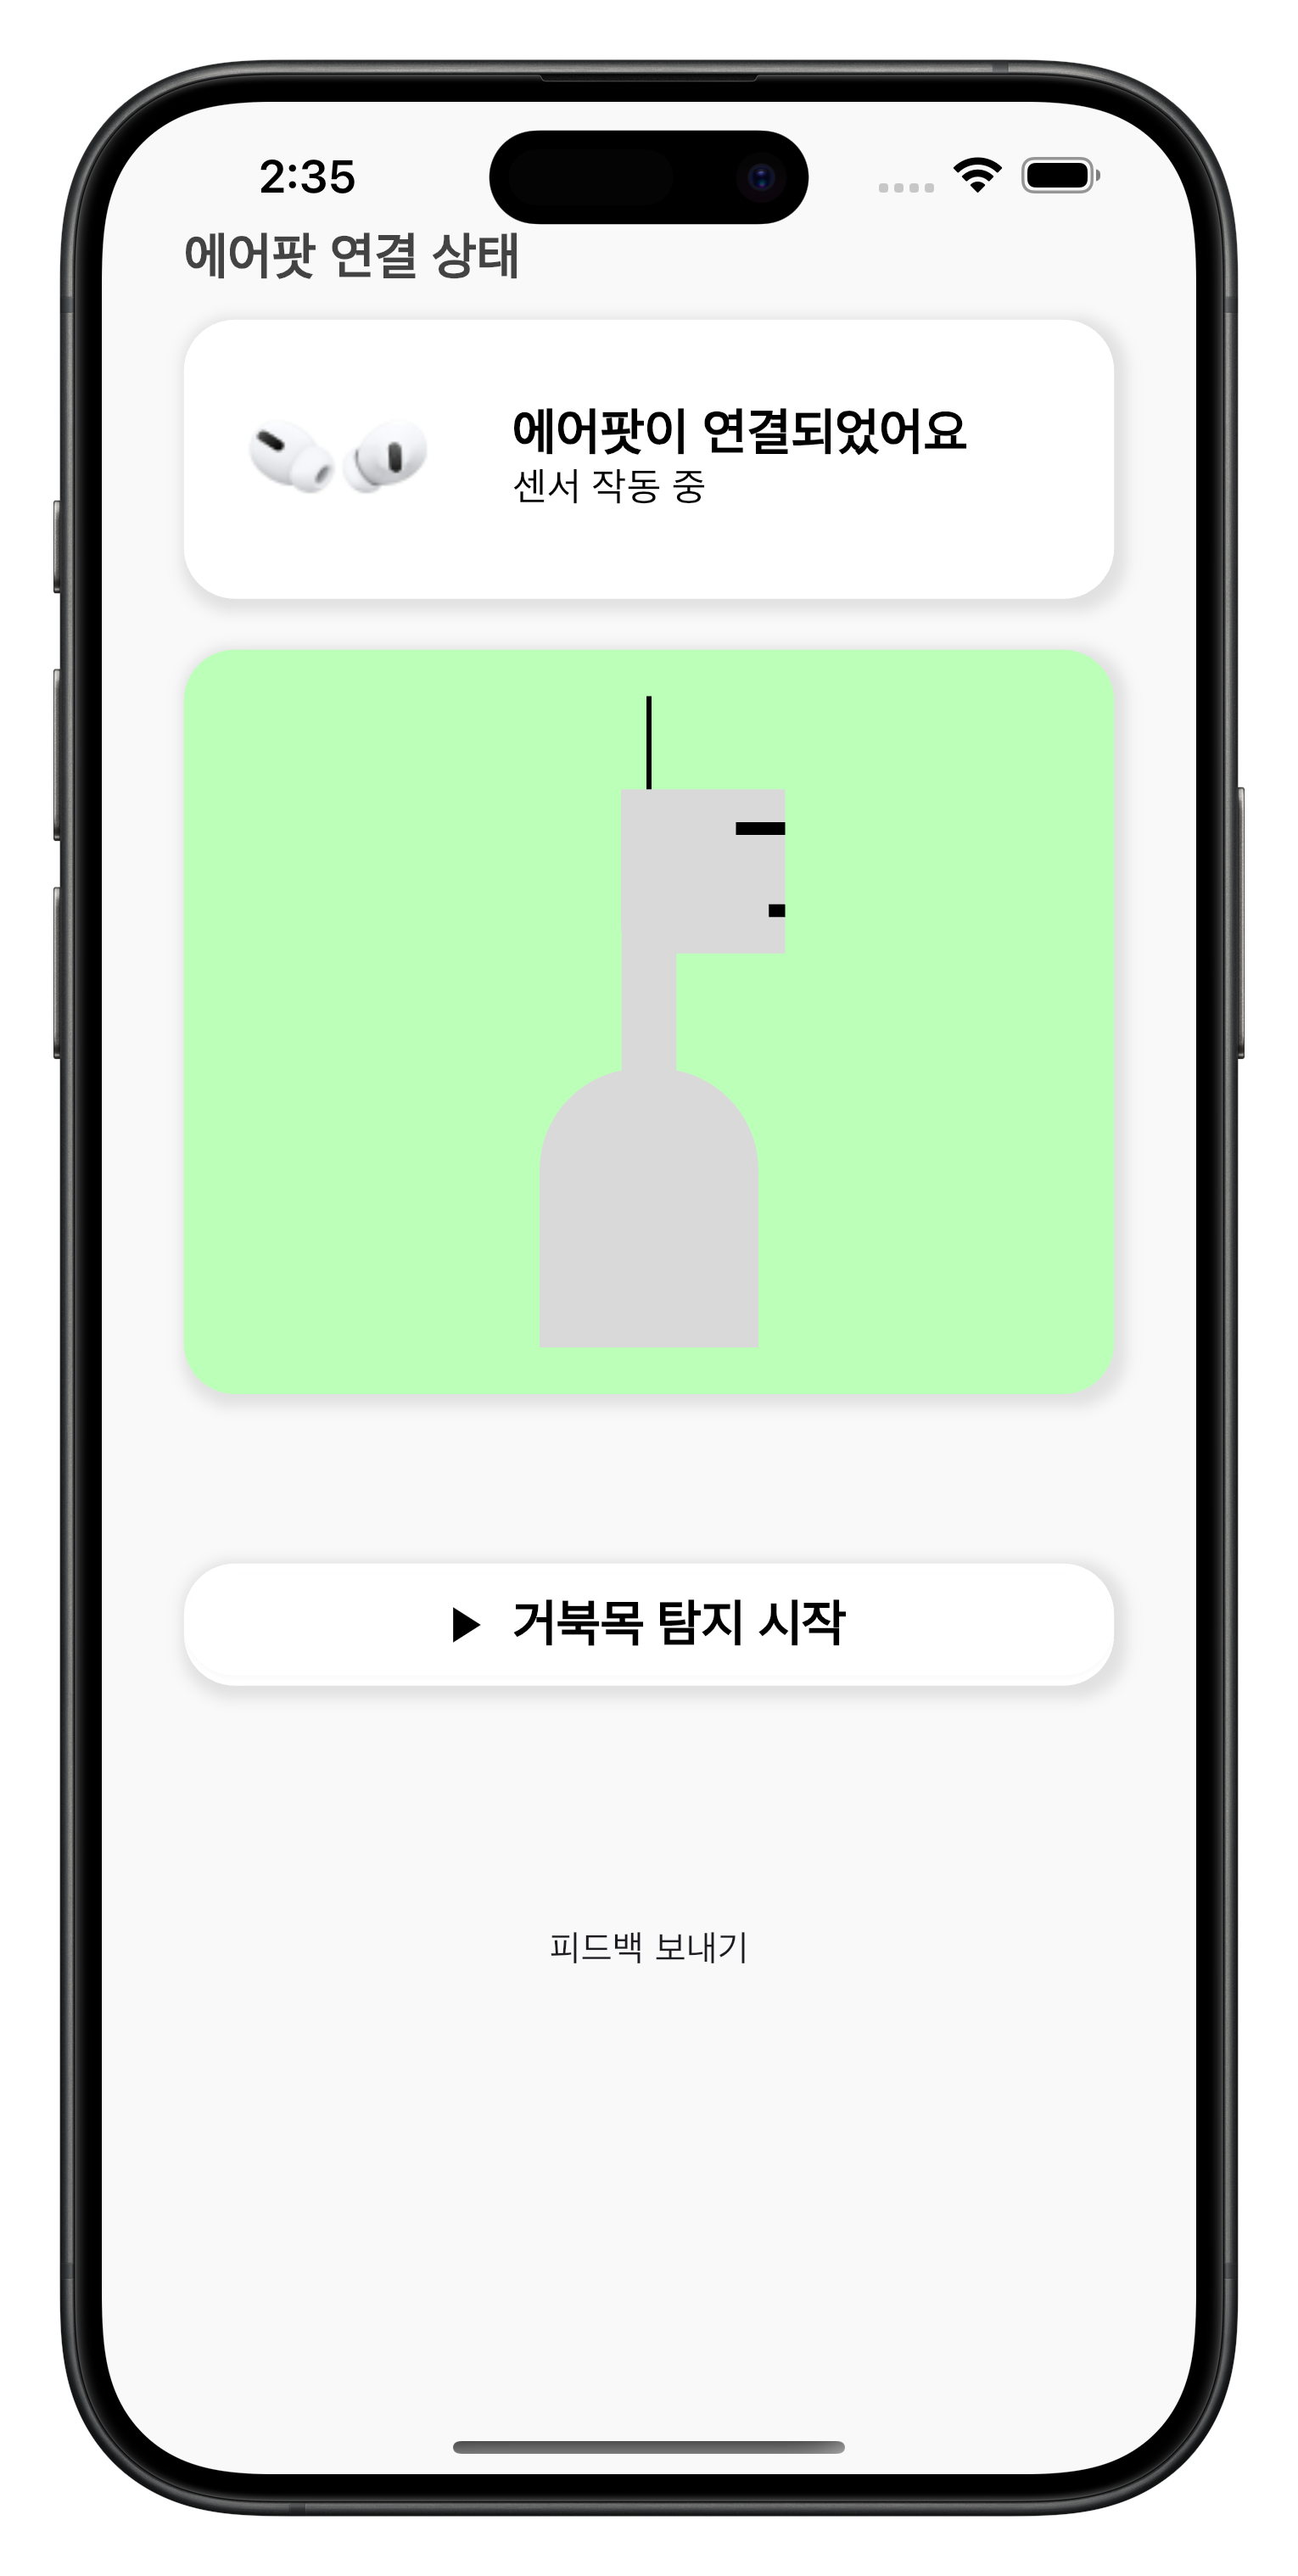 2:35
에어팟 연결 상태
에어팟이 연결되었어요
센서 작동 중
거북목 탐지 시작
피드백 보내기